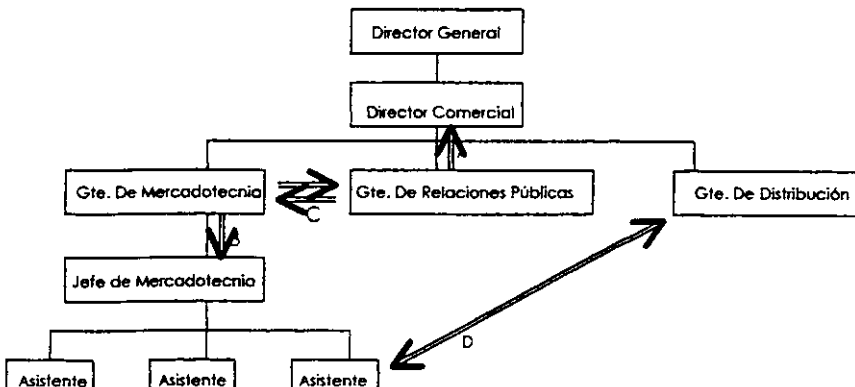 Director General
Director Comercial
Gte. De Mercadotecnia
C
Gte. De Relaciones Públicas
Gte. De Distribución
B
Jefe de Mercadotecnia
D
Asistente
Asistente
Asistente